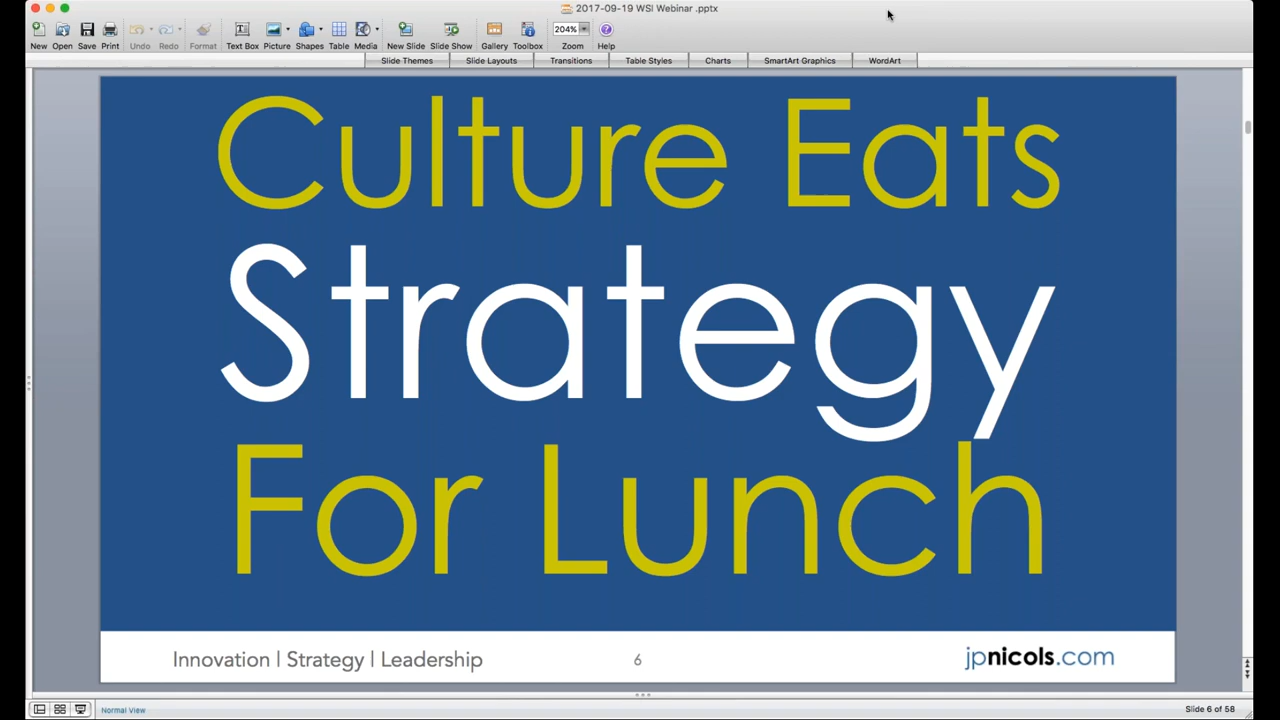 2017-09-19 WSI Webinar .pptx
New Open Save Print Undo Redo Format Text Box Picture Shapes Table Media New Slide Slide Show Gallery Toolbox 204% Zoom Help
Slide Themes Slide Layouts Transitions Table Styles Charts SmartArt Graphics WordArt
Culture Eats
Strategy
For Lunch
Innovation | Strategy | Leadership 6 jpnicols.com
Normal View Slide 6 of 58